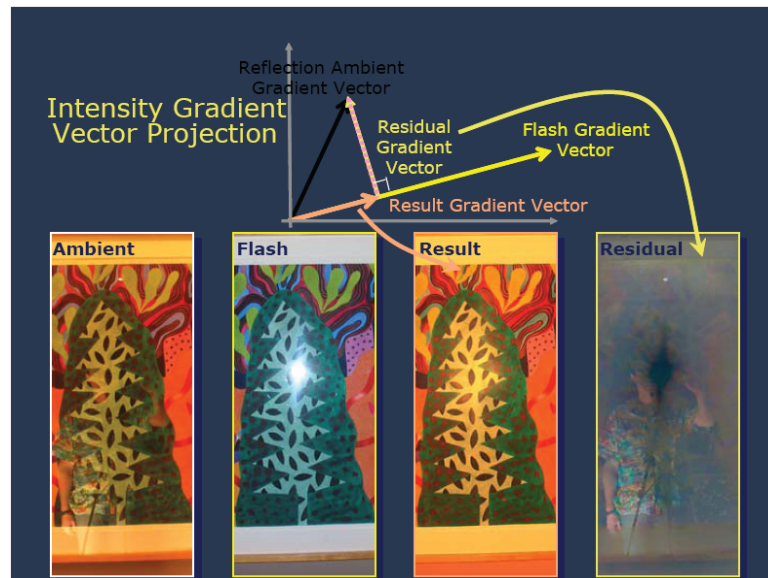 Reflection Ambient
Gradient Vector
Intensity Gradient
Vector Projection
Residual
Gradient
Vector
Flash Gradient
Vector
Result Gradient Vector
Ambient
Flash
Result
Residual